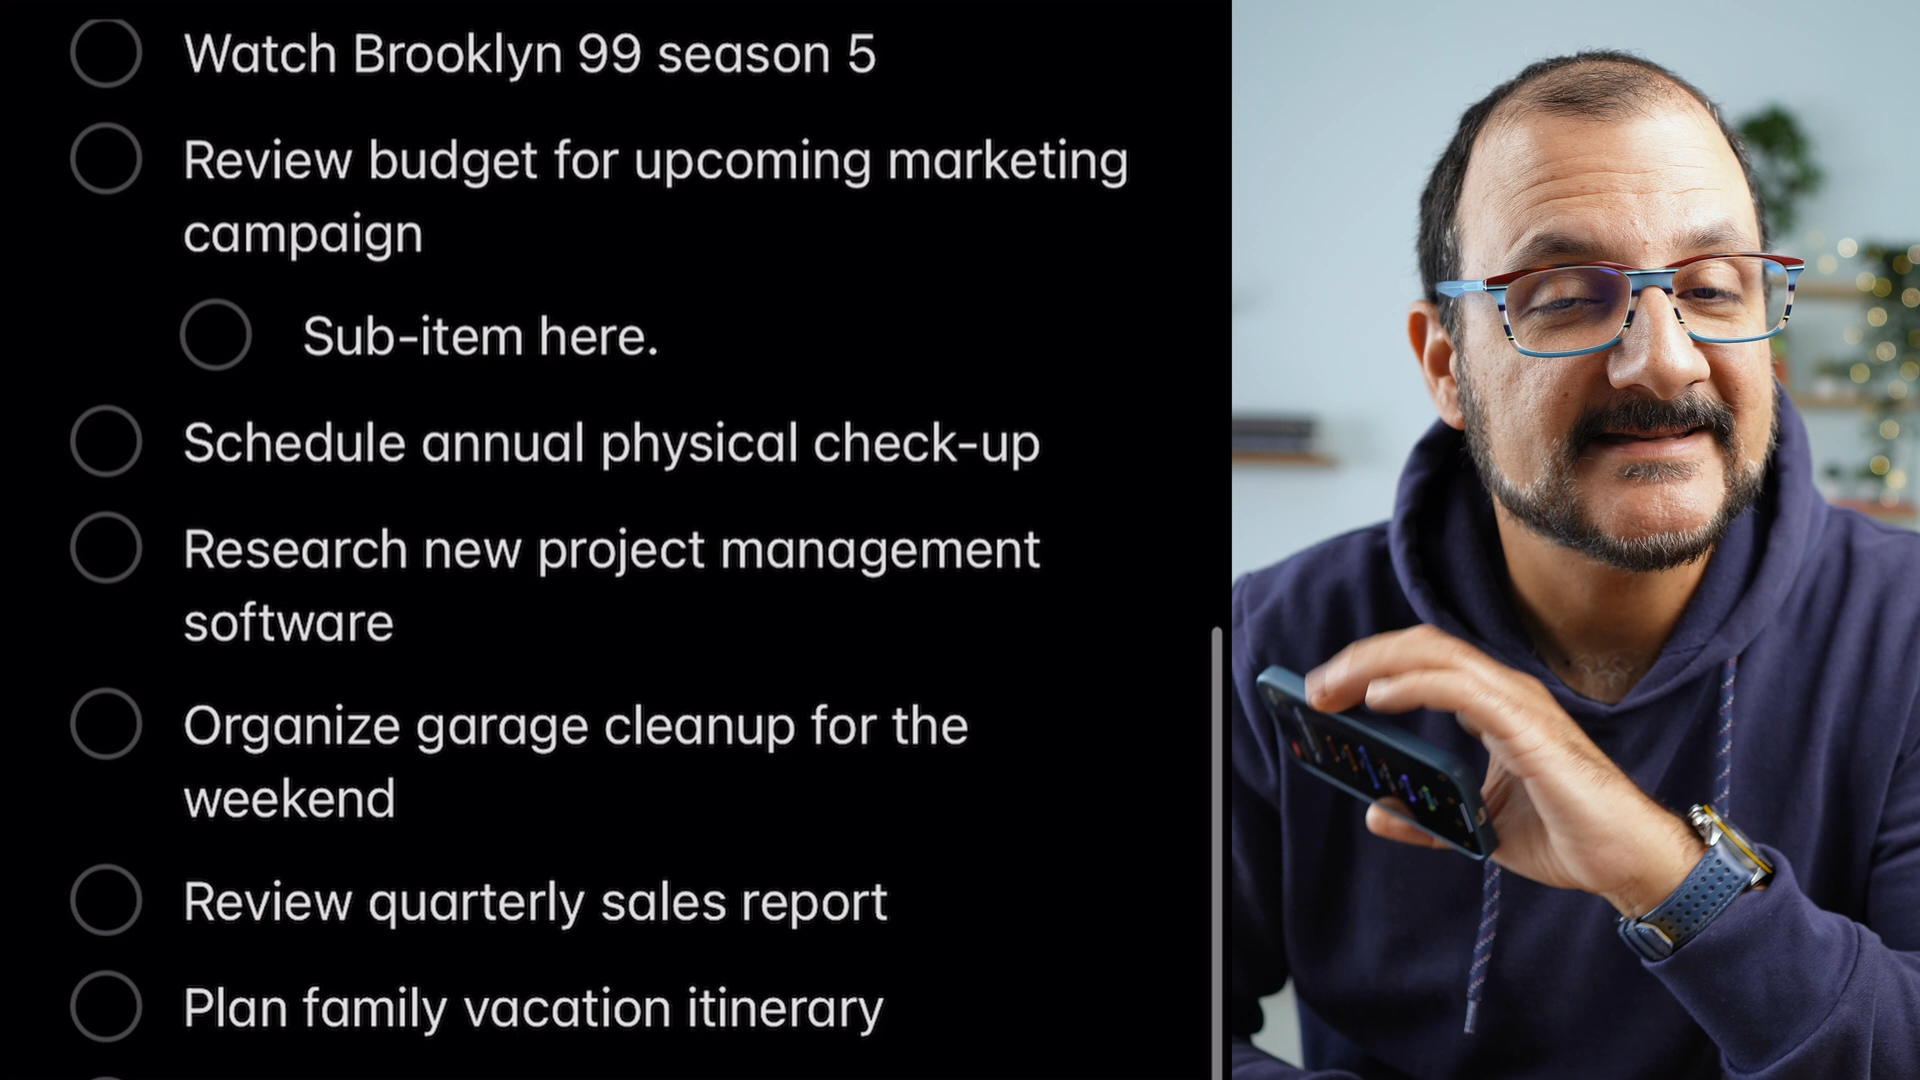 Watch Brooklyn 99 season 5
Review budget for upcoming marketing
campaign
Sub-item here.
Schedule annual physical check-up
Research new project management
software
Organize garage cleanup for the
weekend
Review quarterly sales report
Plan family vacation itinerary